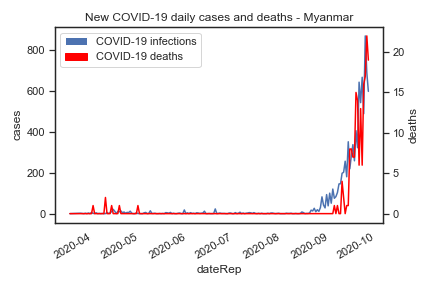 New COVID-19 daily cases and deaths - Myanmar
COVID-19 infections
COVID-19 deaths
cases
800
600
400
200
0
deaths
20
15
10
5
0
2020-04
2020-05
2020-06
2020-07
2020-08
2020-09
2020-10
dateRep